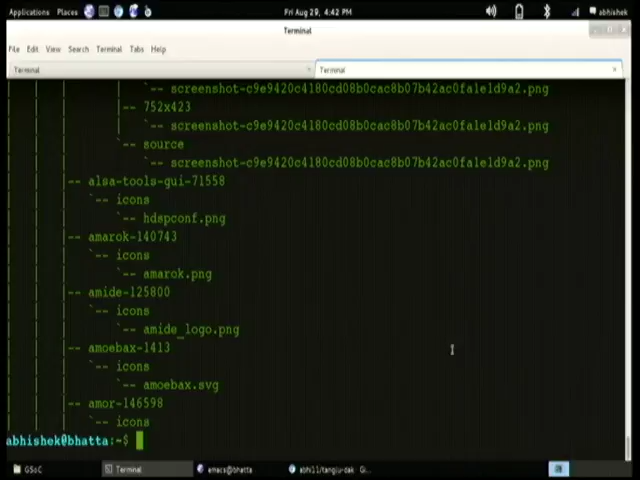 Applications Places Fri Aug 29, 4:42 PM abhishek
Terminal
File Edit View Search Terminal Tabs Help
Terminal Terminal
`-- screenshot-c9e9420c4180cd08b0cac8b07b42ac0fa1e1d9a2.png
|-- 752x423
`-- screenshot-c9e9420c4180cd08b0cac8b07b42ac0fa1e1d9a2.png
`-- source
`-- screenshot-c9e9420c4180cd08b0cac8b07b42ac0fa1e1d9a2.png
|-- alsa-tools-gui-71558
`-- icons
`-- hdspconf.png
|-- amarok-140743
`-- icons
`-- amarok.png
|-- amide-125800
`-- icons
`-- amide_logo.png
|-- amoebax-1413
`-- icons
`-- amoebax.svg
|-- amor-146598
`-- icons
abhishek@bhatta:~$
GSoC Terminal emacs@bhatta abhi11/tanglu-dak